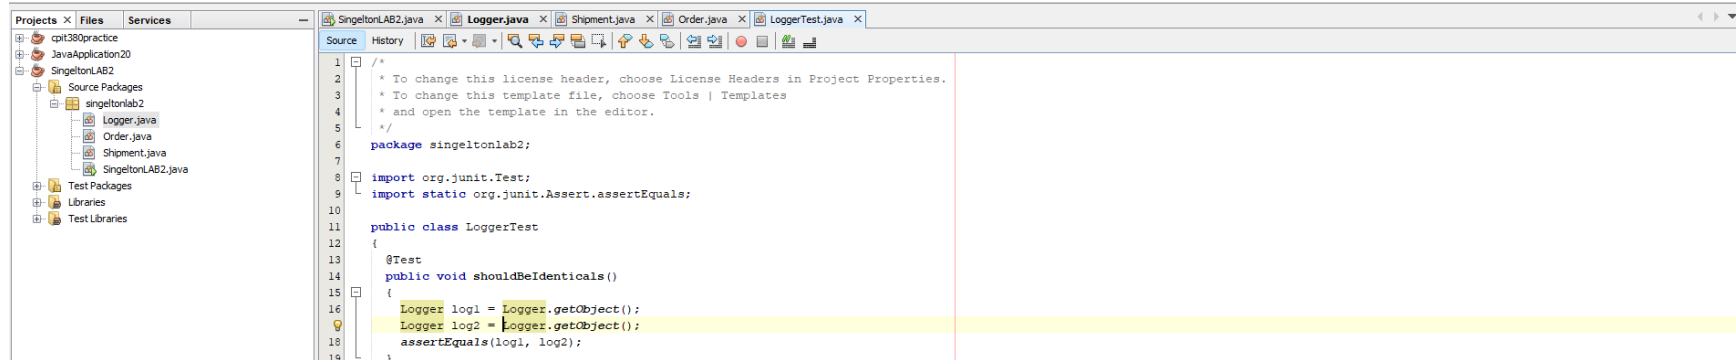 Projects × Files Services
cpit380practice
JavaApplication20
SingeltonLAB2
Source Packages
singeltonlab2
Logger.java
Order.java
Shipment.java
SingeltonLAB2.java
Test Packages
Libraries
Test Libraries
SingeltonLAB2.java × Logger.java × Shipment.java × Order.java × LoggerTest.java ×
Source History
1 /*
2 * To change this license header, choose License Headers in Project Properties.
3 * To change this template file, choose Tools | Templates
4 * and open the template in the editor.
5 */
6 package singeltonlab2;
7
8 import org.junit.Test;
9 import static org.junit.Assert.assertEquals;
10
11 public class LoggerTest
12 {
13 @Test
14 public void shouldBeIdenticals()
15 {
16 Logger log1 = Logger.getObject();
Logger log2 = Logger.getObject();
18 assertEquals(log1, log2);
19 }